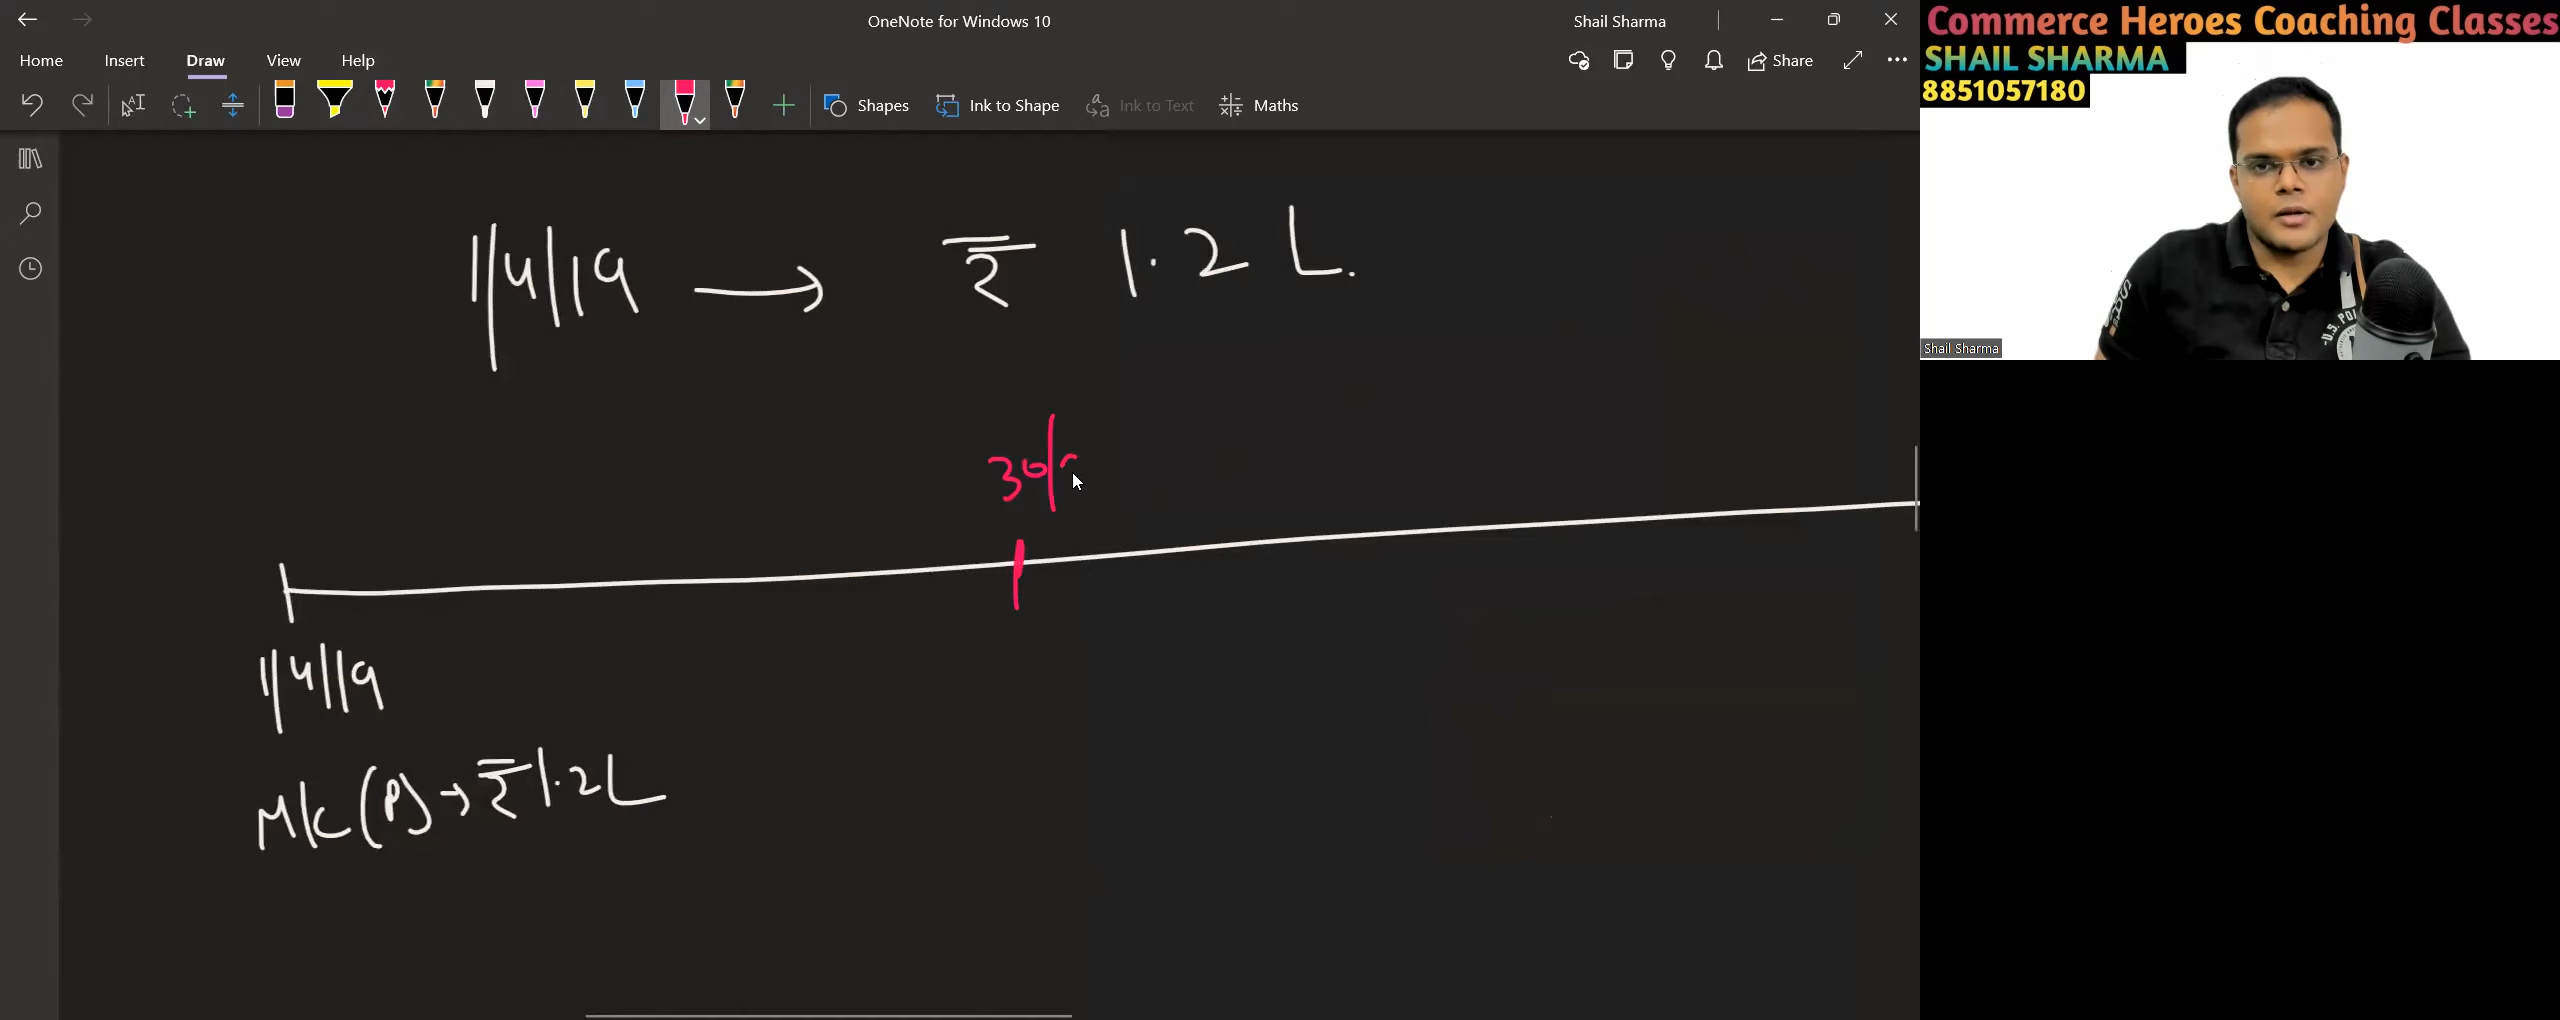 OneNote for Windows 10
Shail Sharma
Home Insert Draw View Help
Share
Shapes Ink to Shape Ink to Text Maths
Commerce Heroes Coaching Classes
SHAIL SHARMA
8851057180
Shail Sharma
1/4/19 → ₹ 1.2 L.
30/
1/4/19
M/c (P) → ₹ 1.2 L